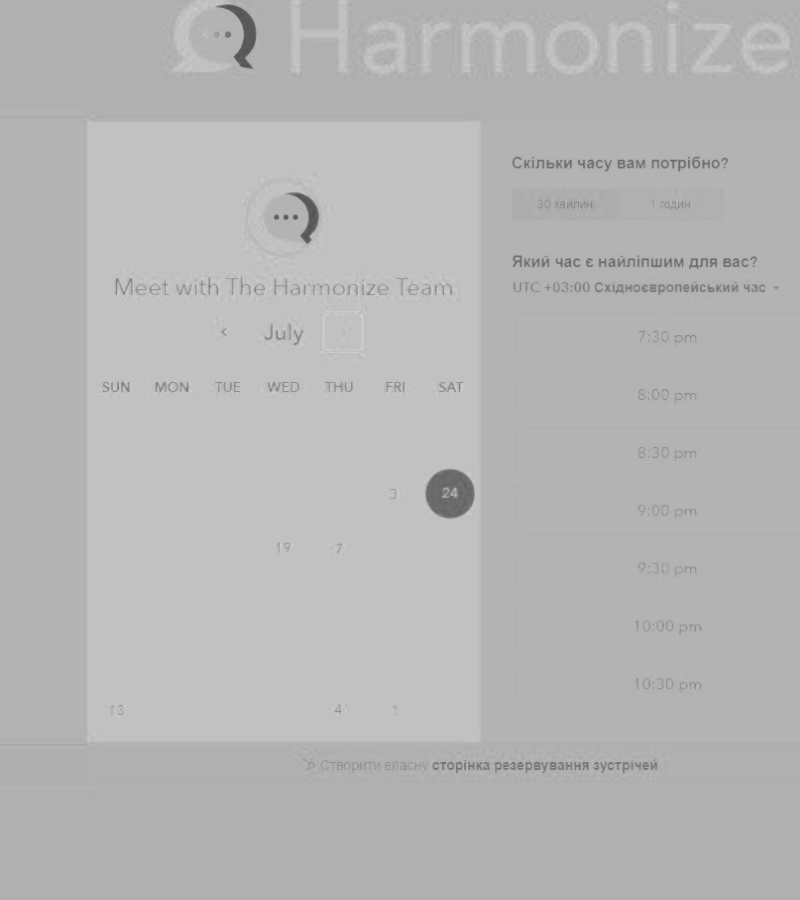 Harmonize
Meet with The Harmonize Team
‹ July
SUN MON TUE WED THU FRI SAT
3 24
19 7
13 4 1
Скільки часу вам потрібно?
30 хвилин 1 годин
Який час є найліпшим для вас?
UTC +03:00 Східноєвропейський час
7:30 pm
8:00 pm
8:30 pm
9:00 pm
9:30 pm
10:00 pm
10:30 pm
Створити власну сторінка резервування зустрічей